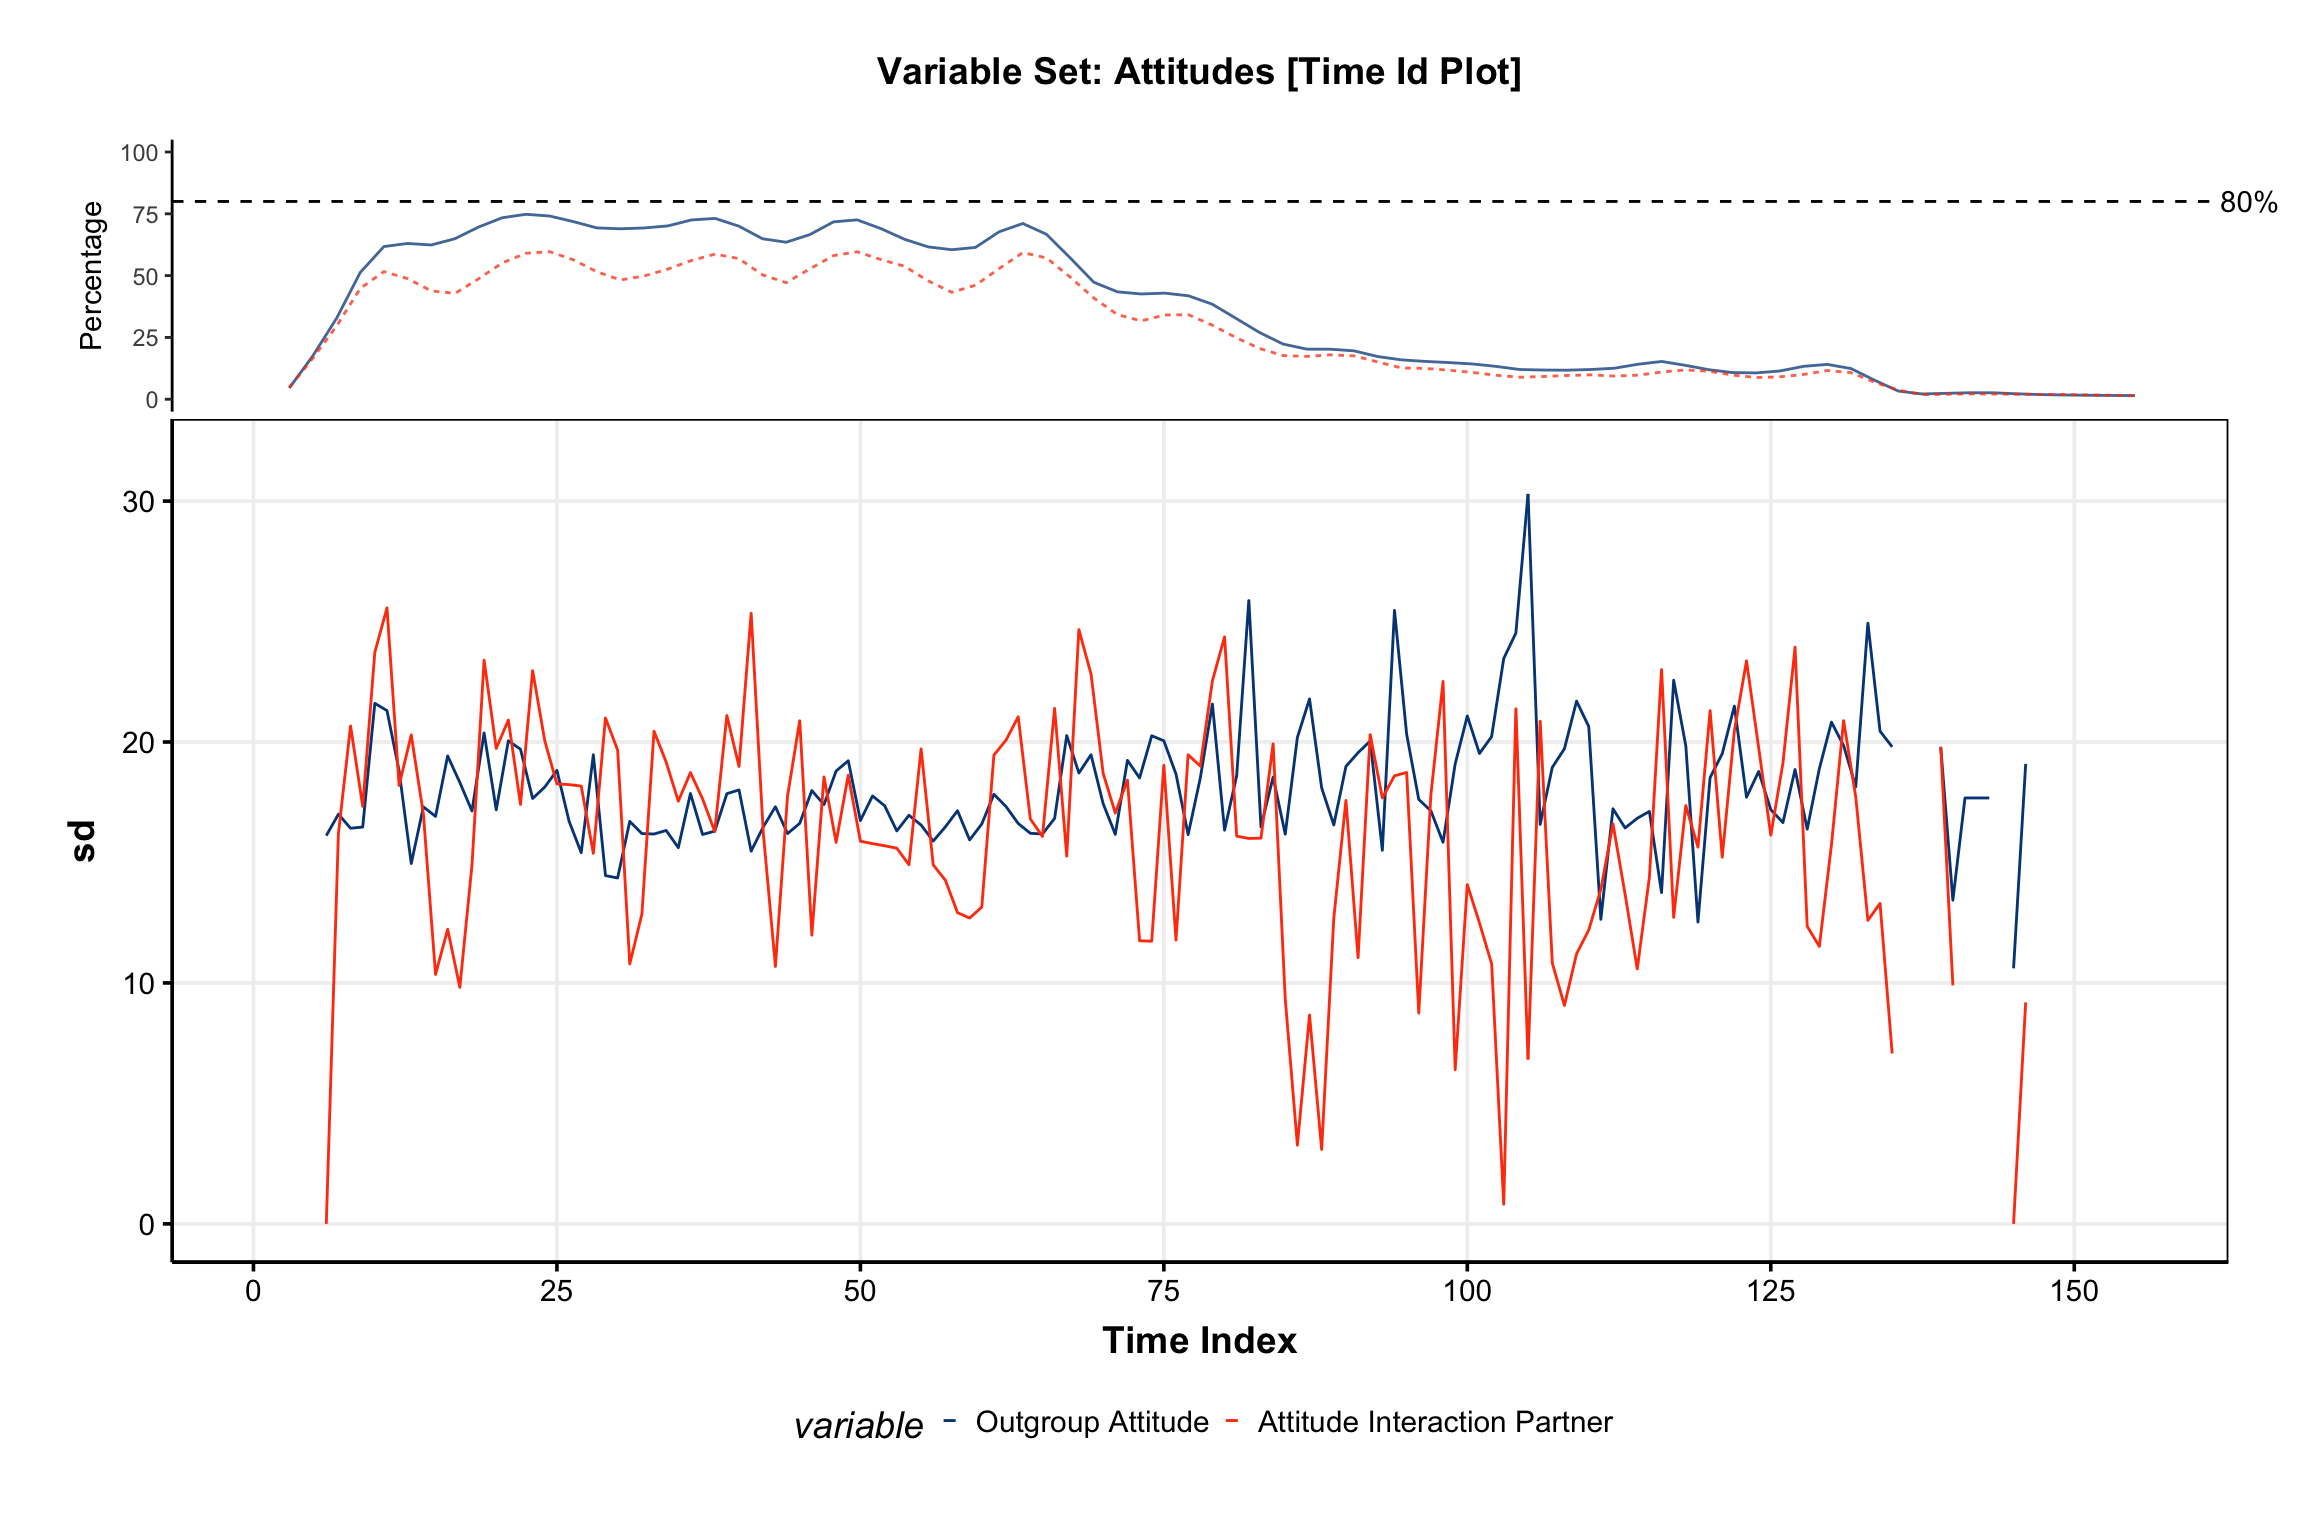 Variable Set: Attitudes [Time Id Plot]
100
75
50
25
0
Percentage
80%
30
20
10
0
sd
0 25 50 75 100 125 150
Time Index
variable Outgroup Attitude Attitude Interaction Partner